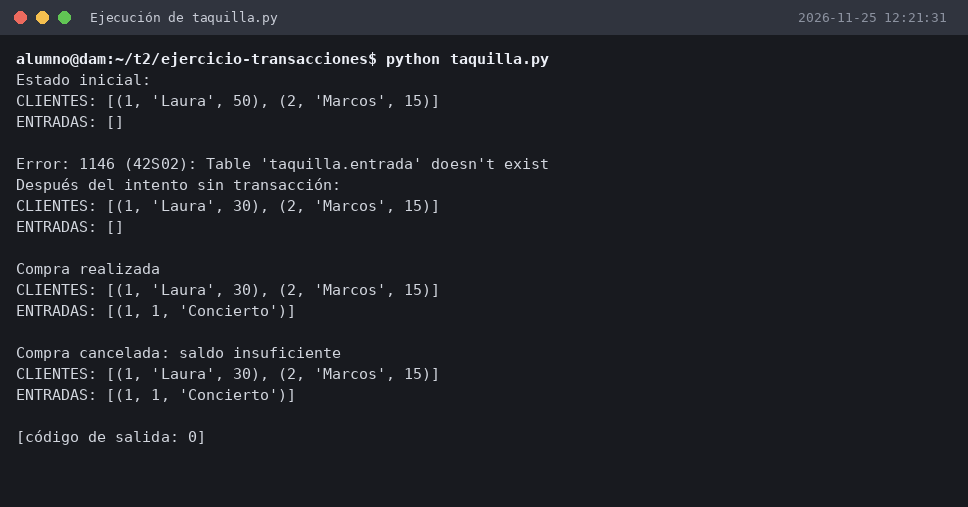 Ejecución de taquilla.py
2026-11-25 12:21:31
alumno@dam:~/t2/ejercicio-transacciones$ python taquilla.py
Estado inicial:
CLIENTES: [(1, 'Laura', 50), (2, 'Marcos', 15)]
ENTRADAS: []
Error: 1146 (42S02): Table 'taquilla.entrada' doesn't exist
Después del intento sin transacción:
CLIENTES: [(1, 'Laura', 30), (2, 'Marcos', 15)]
ENTRADAS: []
Compra realizada
CLIENTES: [(1, 'Laura', 30), (2, 'Marcos', 15)]
ENTRADAS: [(1, 1, 'Concierto')]
Compra cancelada: saldo insuficiente
CLIENTES: [(1, 'Laura', 30), (2, 'Marcos', 15)]
ENTRADAS: [(1, 1, 'Concierto')]
[código de salida: 0]